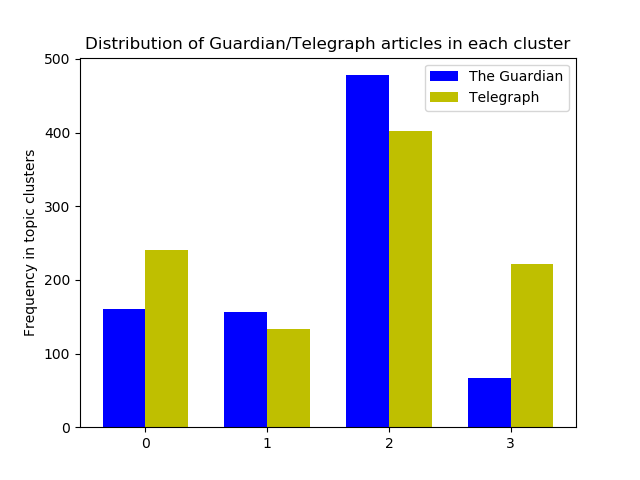 Distribution of Guardian/Telegraph articles in each cluster
500
400
300
200
100
0
Frequency in topic clusters
The Guardian
Telegraph
0 1 2 3